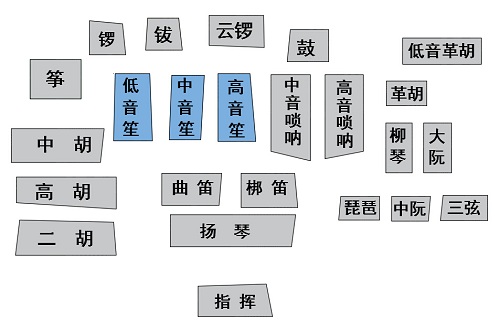 锣
钹
云锣
鼓
低音革胡
筝
低音笙
中音笙
高音笙
中音唢呐
高音唢呐
革胡
中胡
柳琴
大阮
高胡
曲笛
梆笛
琵琶
中阮
三弦
二胡
扬琴
指挥